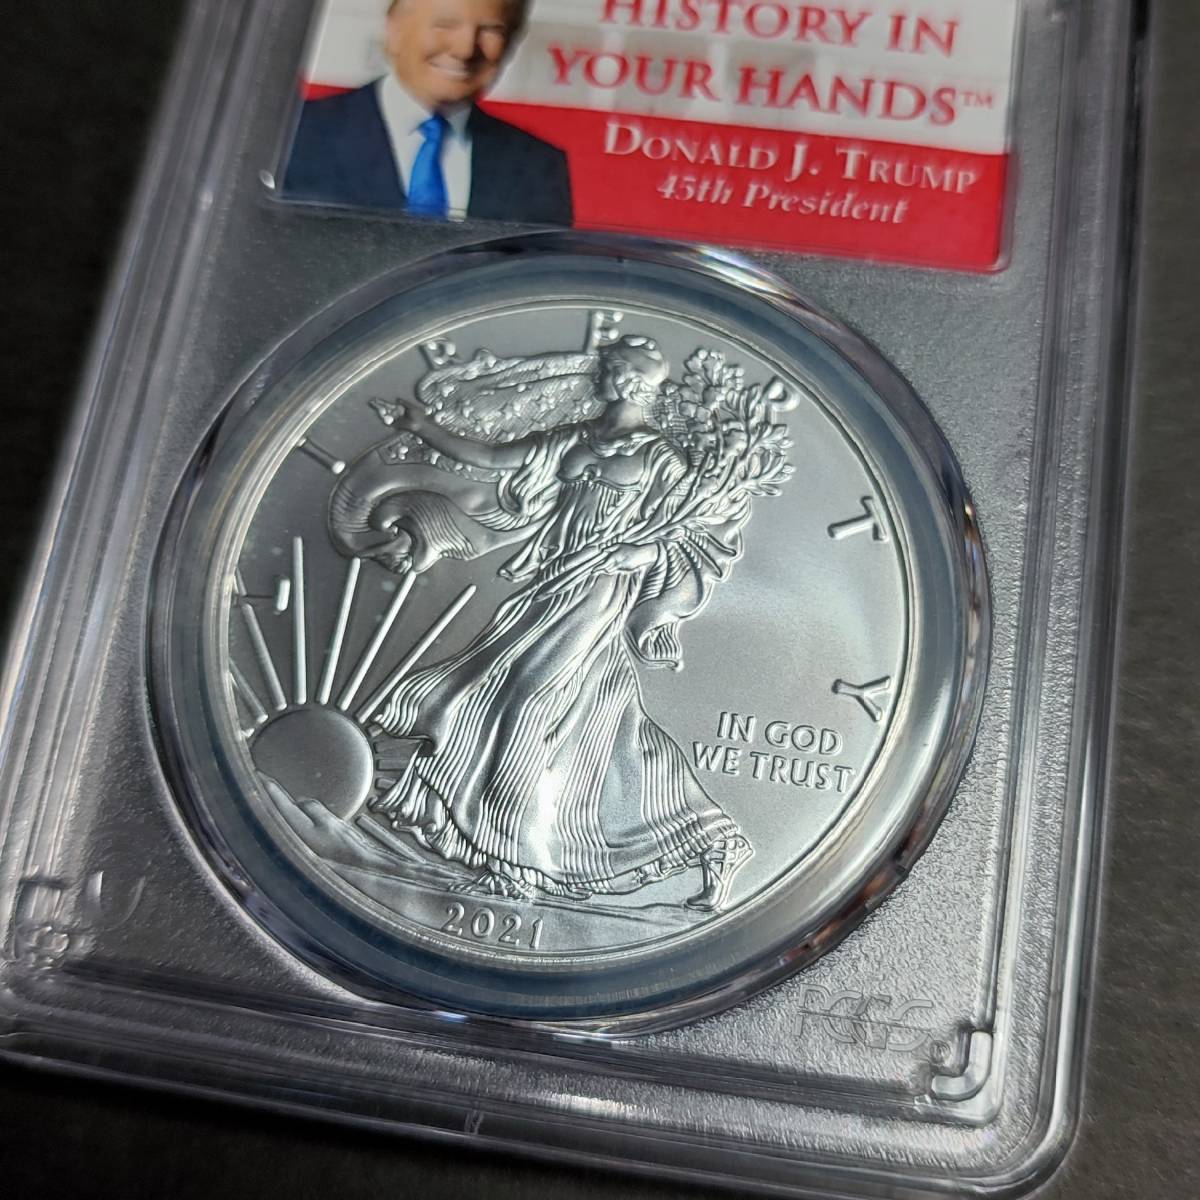 HISTORY IN
YOUR HANDS™
DONALD J. TRUMP
45th President
LIBERTY
IN GOD
WE TRUST
2021
PCGS